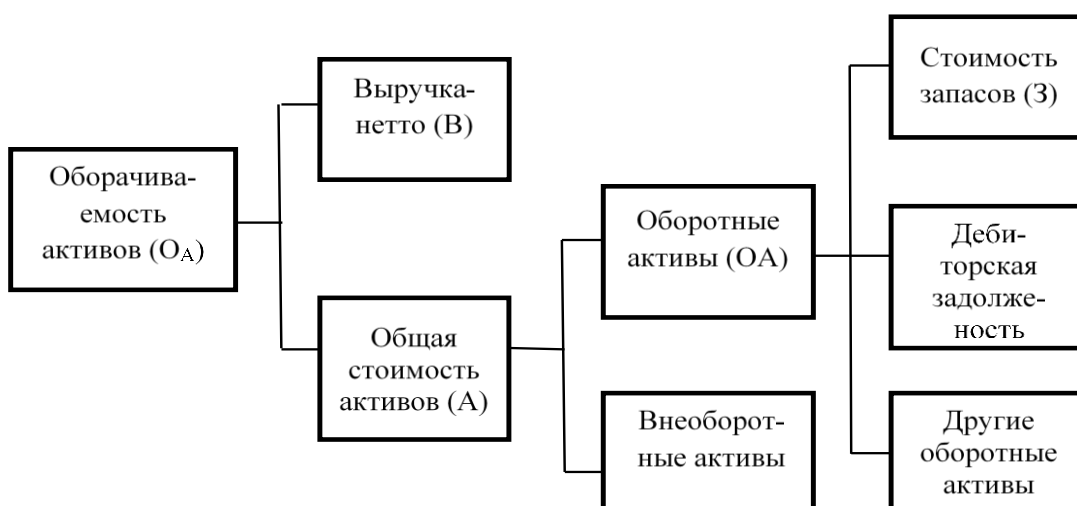 Оборачива-
емость
активов (OА)
Выручка-
нетто (В)
Общая
стоимость
активов (А)
Оборотные
активы (ОА)
Внеоборот-
ные активы
Стоимость
запасов (З)
Деби-
торская
задолже-
ность
Другие
оборотные
активы